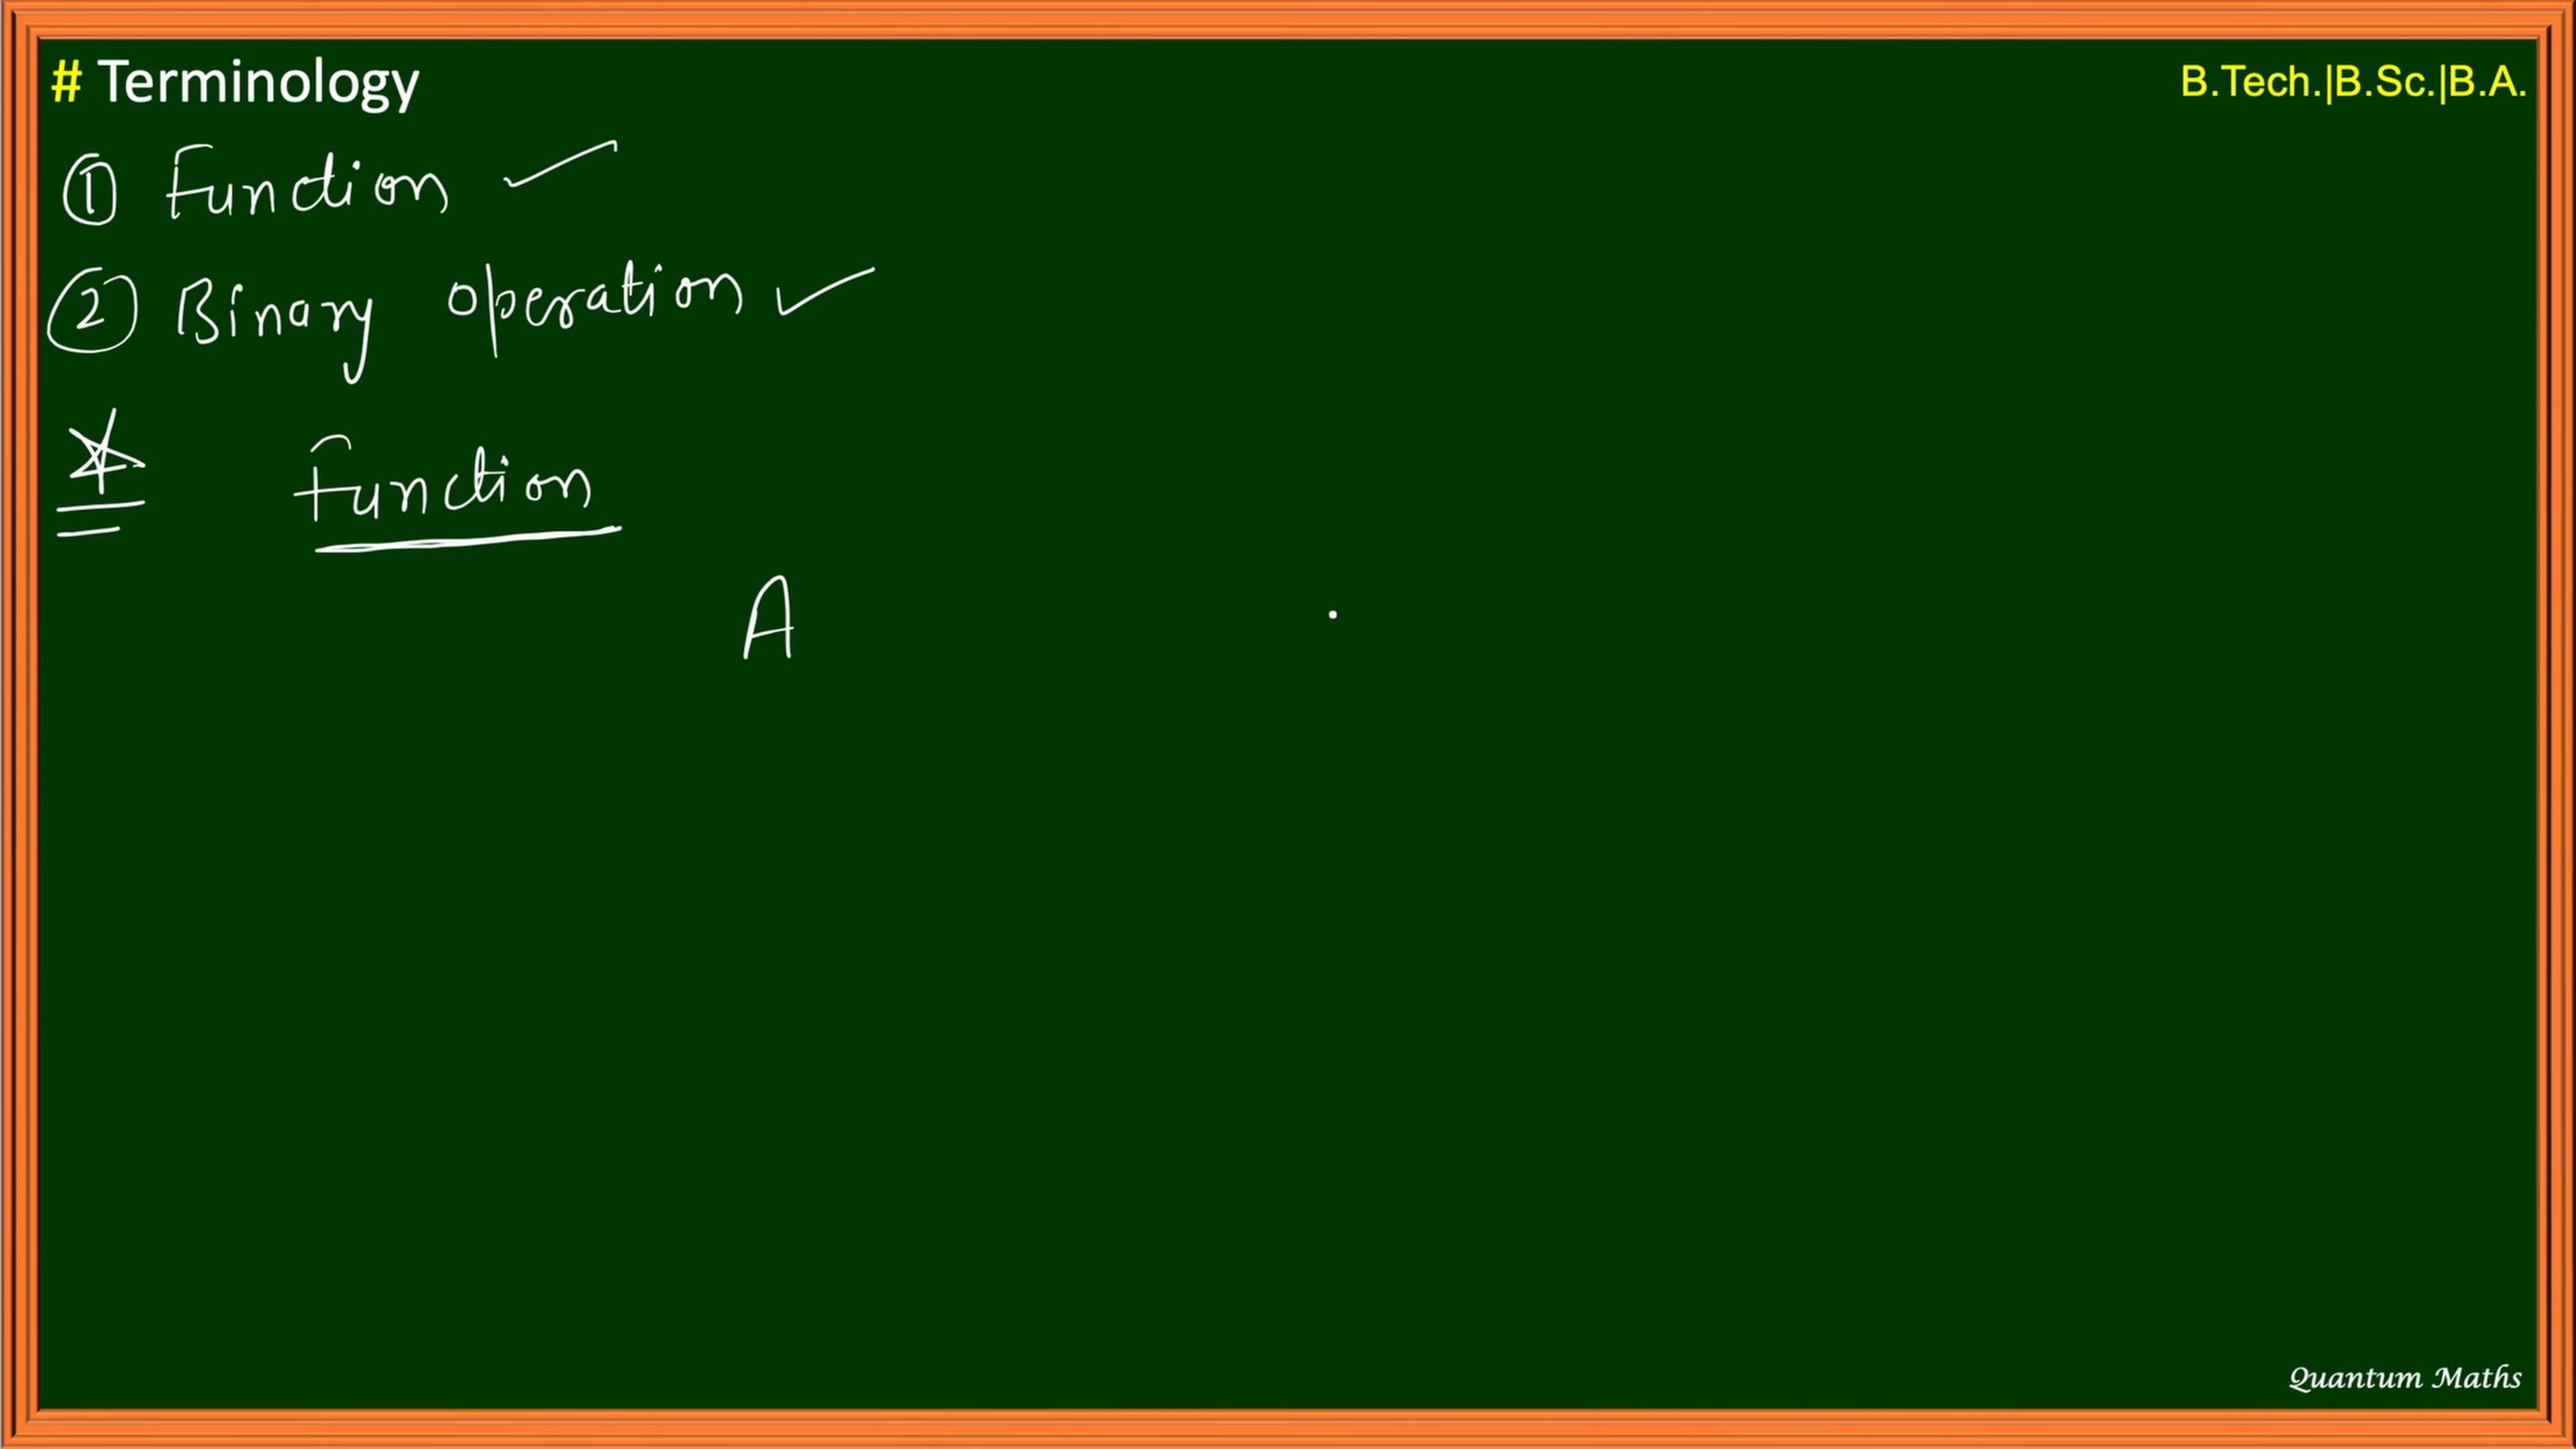 # Terminology
B.Tech.|B.Sc.|B.A.
① Function ✓
② Binary operation ✓
☆ Function
A
Quantum Maths